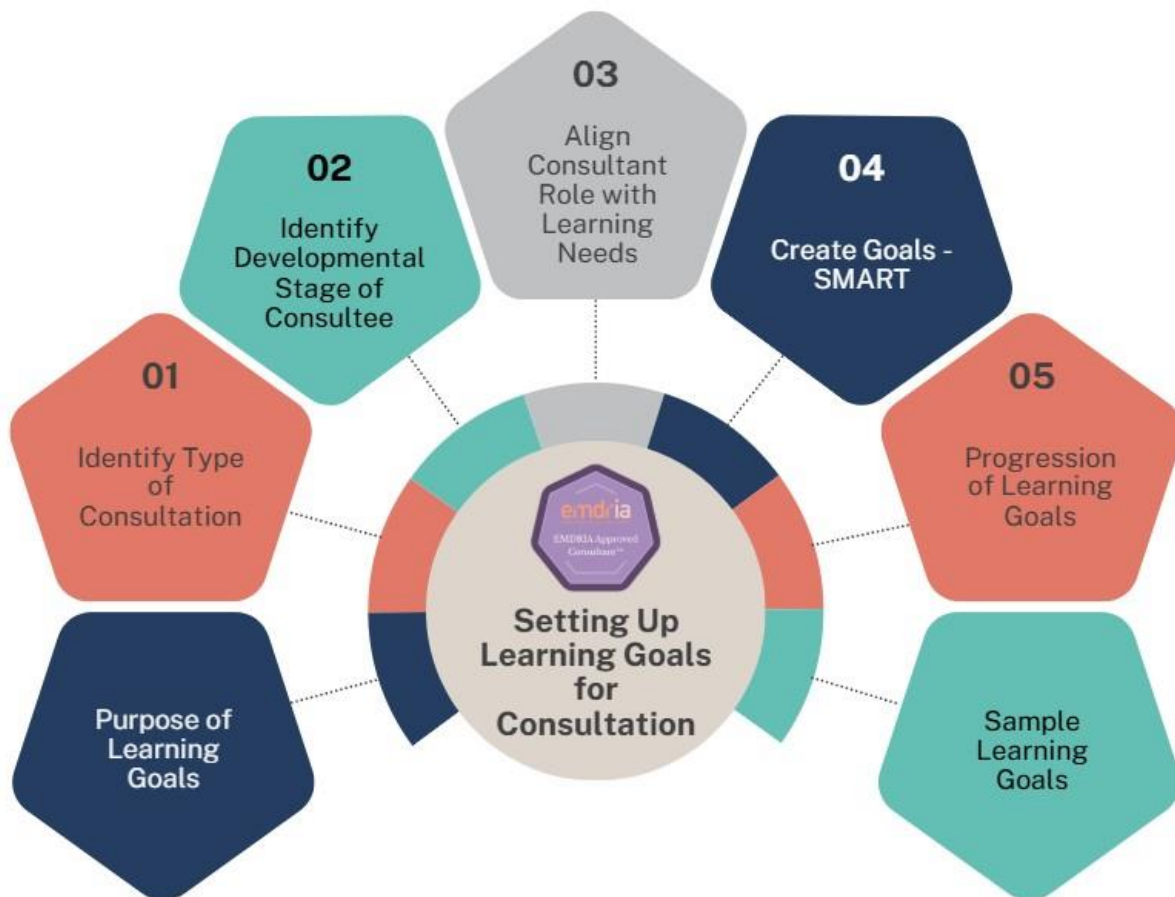 03
Align
Consultant
Role with
Learning
Needs
02
Identify
Developmental
Stage of
Consultee
04
Create Goals -
SMART
01
Identify Type
of
Consultation
05
Progression
of Learning
Goals
emdria
EMDRIA Approved
Consultant™
Setting Up
Learning Goals
for
Consultation
Purpose of
Learning
Goals
Sample
Learning
Goals